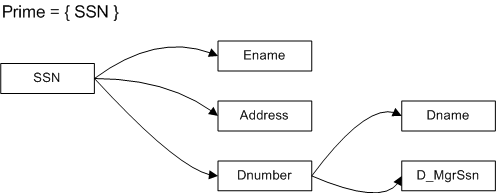 Prime = { SSN }
Ename
SSN
Address
Dname
Dnumber
D_MgrSsn